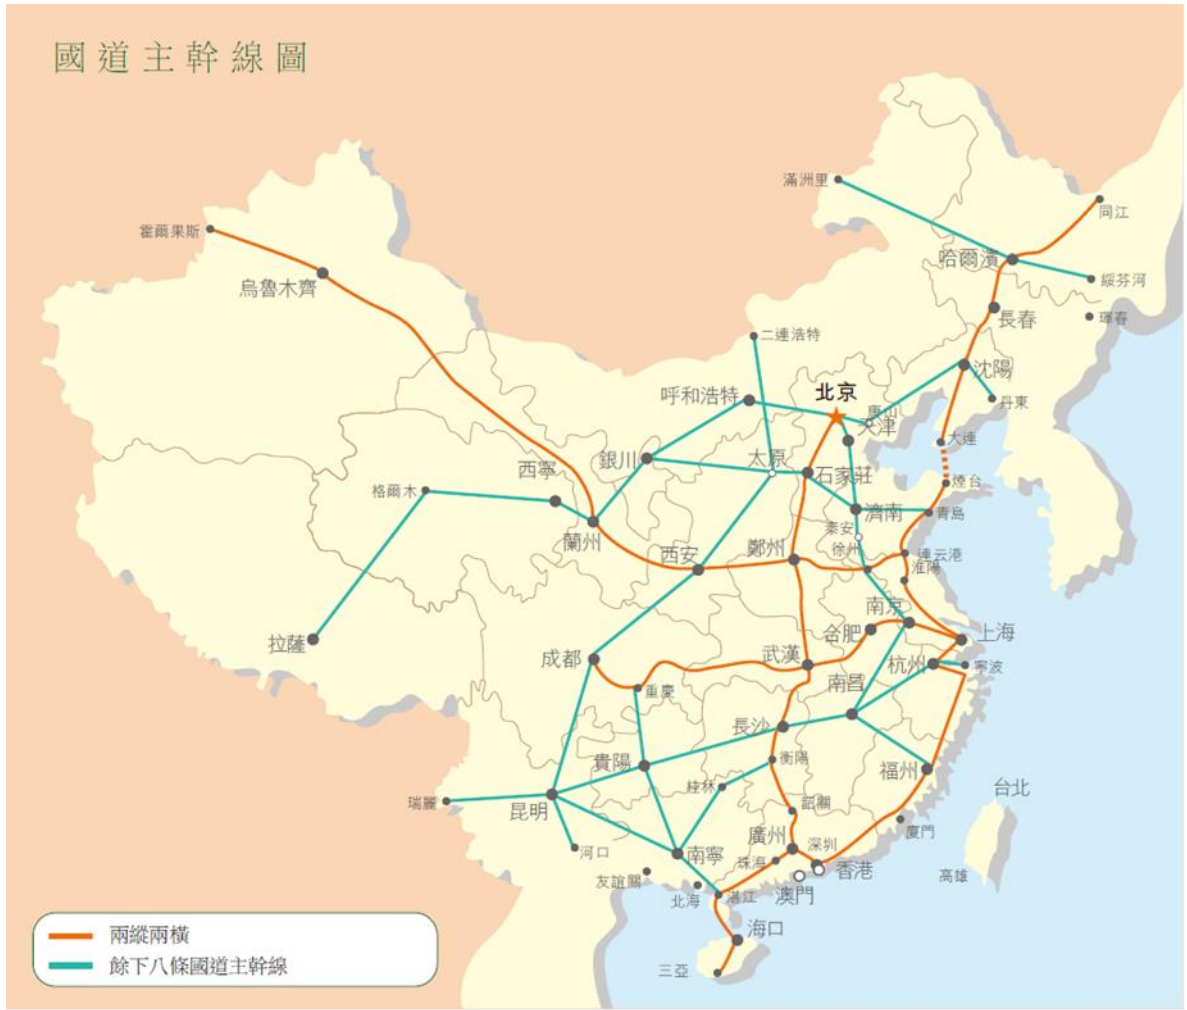 國道主幹線圖
滿洲里
同江
霍爾果斯
哈爾濱
綏芬河
烏魯木齊
長春
琿春
二連浩特
沈陽
呼和浩特
北京
唐山
丹東
天津
大連
銀川
太原
石家莊
西寧
格爾木
煙台
濟南
青島
泰安
蘭州
西安
鄭州
徐州
連云港
淮陽
南京
合肥
上海
拉薩
成都
武漢
杭州
寧波
重慶
南昌
長沙
貴陽
衡陽
福州
桂林
台北
瑞麗
昆明
韶關
廈門
廣州
深圳
河口
南寧
珠海
香港
高雄
友誼關
北海
湛江
澳門
海口
三亞
兩縱兩橫
餘下八條國道主幹線